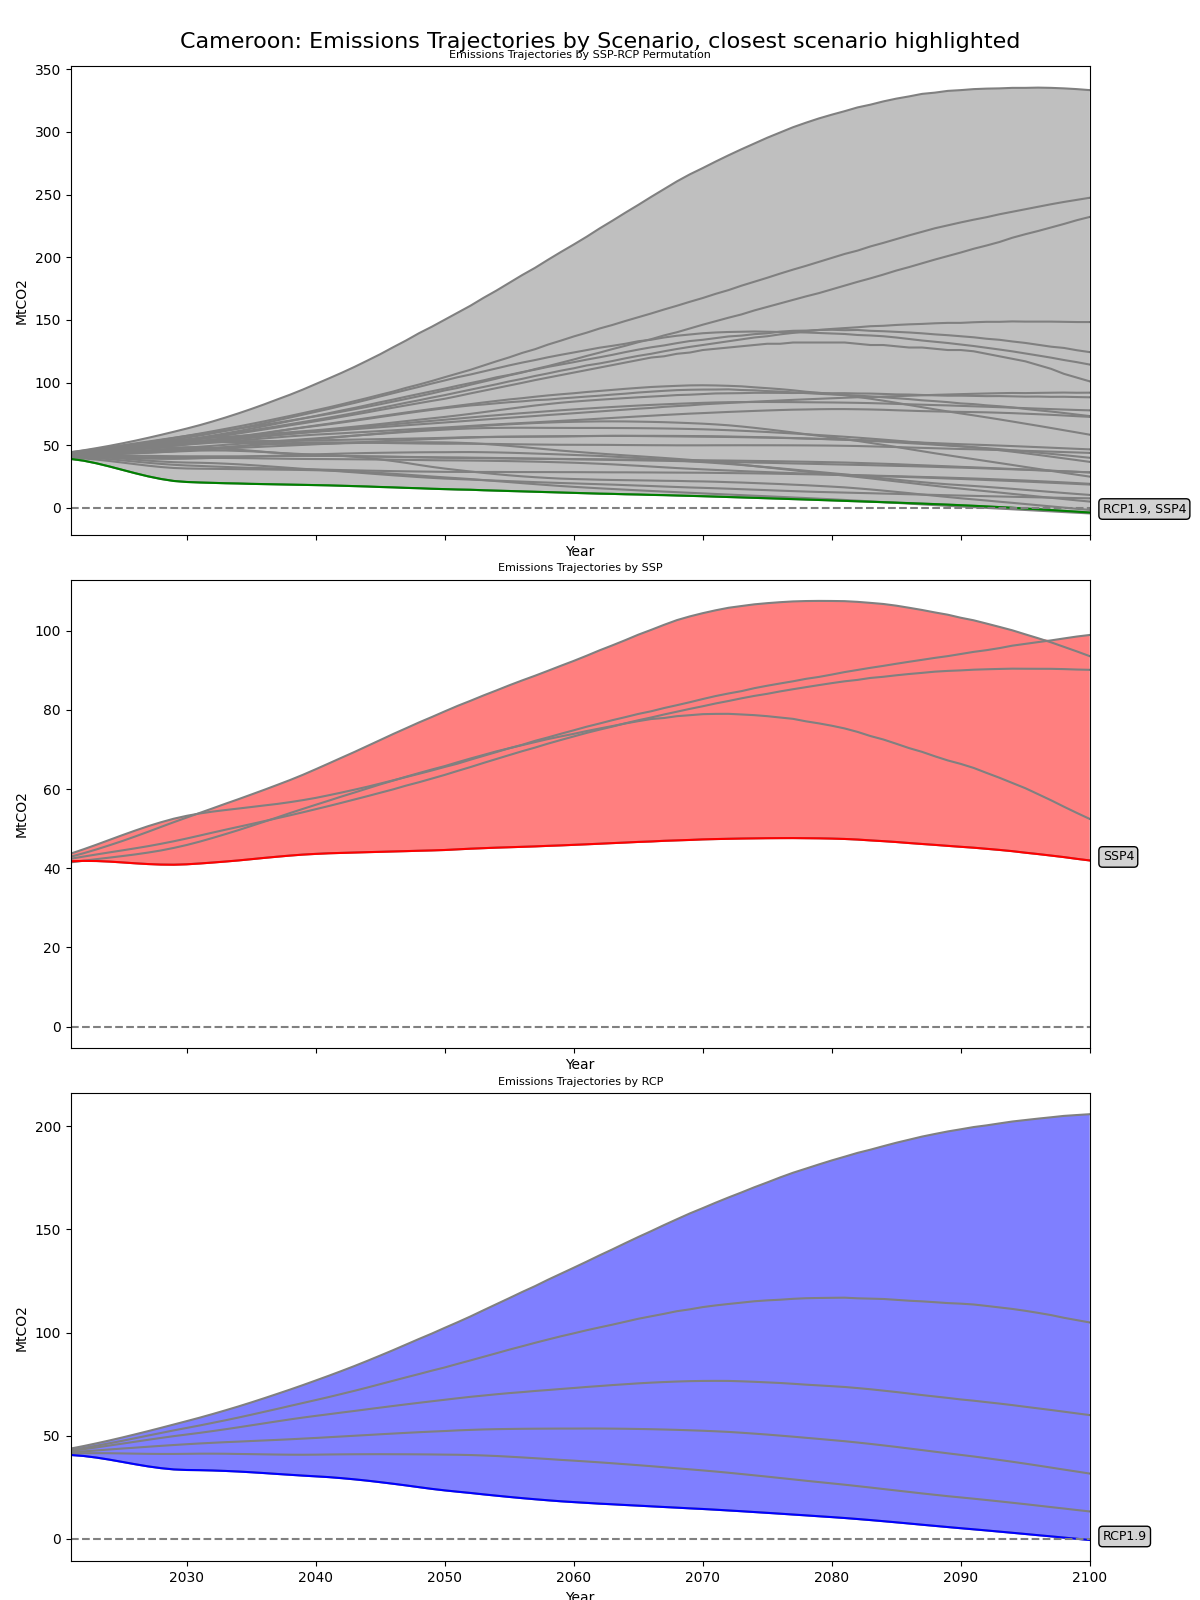 Cameroon: Emissions Trajectories by Scenario, closest scenario highlighted
Emissions Trajectories by SSP-RCP Permutation
350
300
250
200
150
100
50
0
MtCO2
RCP1.9, SSP4
Year
Emissions Trajectories by SSP
100
80
60
40
20
0
MtCO2
SSP4
Year
Emissions Trajectories by RCP
200
150
100
50
0
MtCO2
RCP1.9
2030 2040 2050 2060 2070 2080 2090 2100
Year